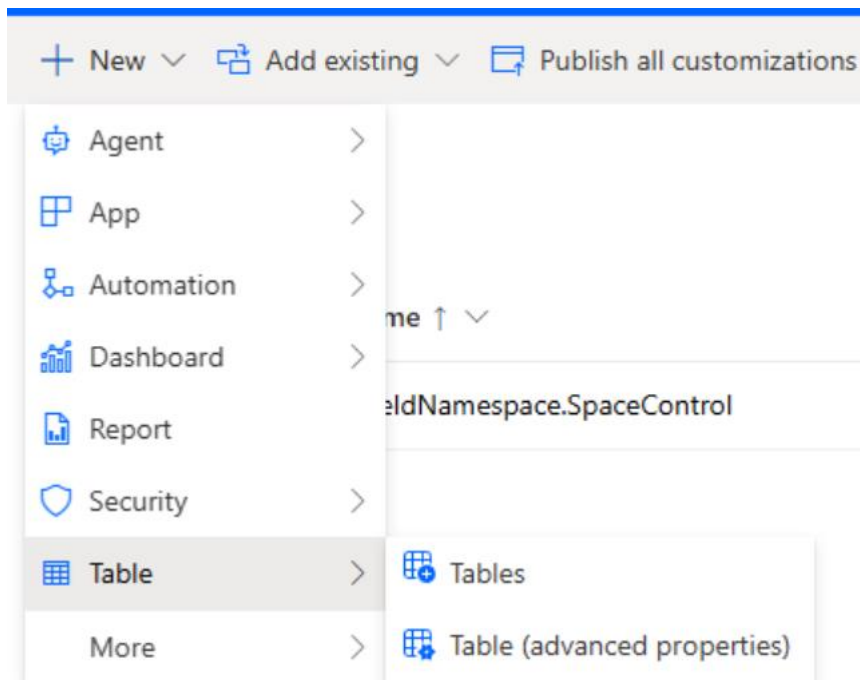 New Add existing Publish all customizations
Agent
App
Automation
me ↑
Dashboard
eldNamespace.SpaceControl
Report
Security
Table Tables
More Table (advanced properties)